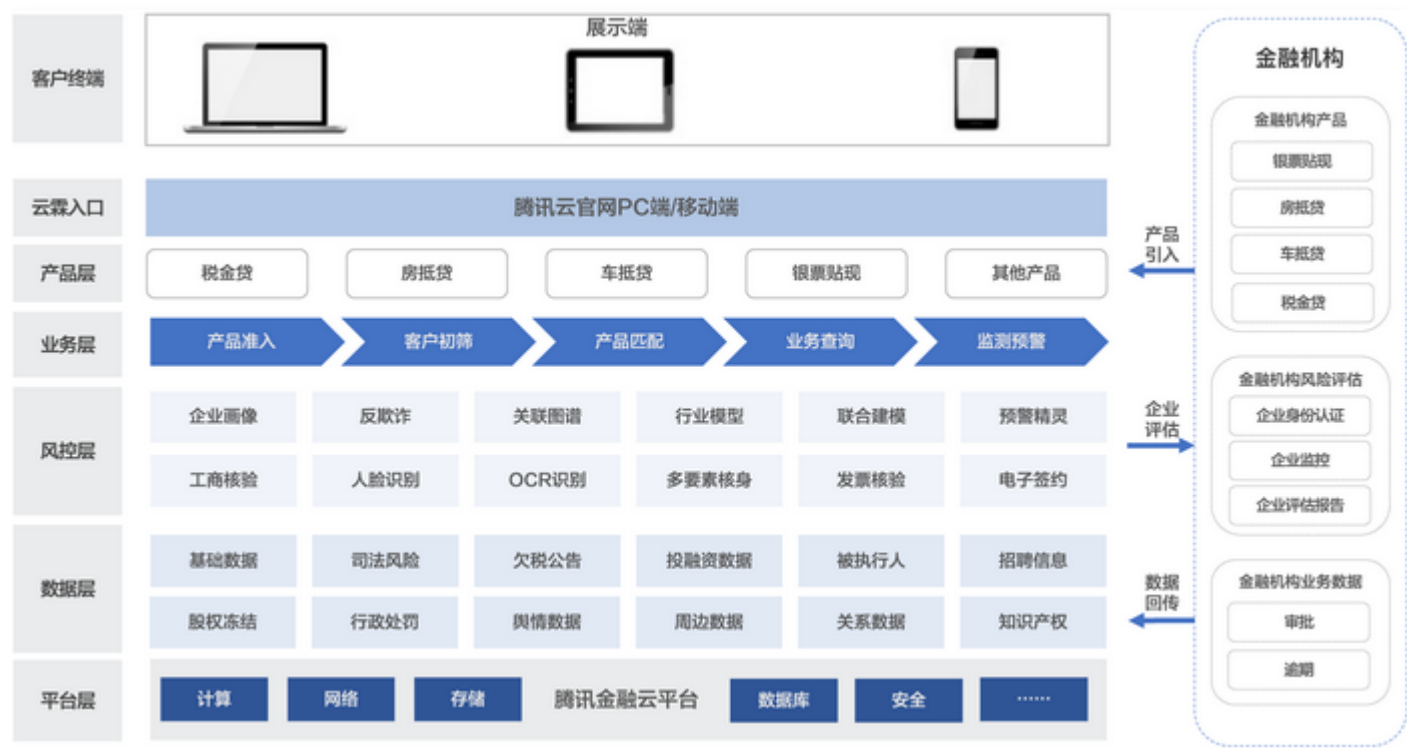 客户终端
展示端
云霖入口
腾讯云官网PC端/移动端
产品层
税金贷
房抵贷
车抵贷
银票贴现
其他产品
业务层
产品准入
客户初筛
产品匹配
业务查询
监测预警
风控层
企业画像
反欺诈
关联图谱
行业模型
联合建模
预警精灵
工商核验
人脸识别
OCR识别
多要素核身
发票核验
电子签约
数据层
基础数据
司法风险
欠税公告
投融资数据
被执行人
招聘信息
股权冻结
行政处罚
舆情数据
周边数据
关系数据
知识产权
平台层
计算
网络
存储
腾讯金融云平台
数据库
安全
······
产品
引入
企业
评估
数据
回传
金融机构
金融机构产品
银票贴现
房抵贷
车抵贷
税金贷
金融机构风险评估
企业身份认证
企业监控
企业评估报告
金融机构业务数据
审批
逾期